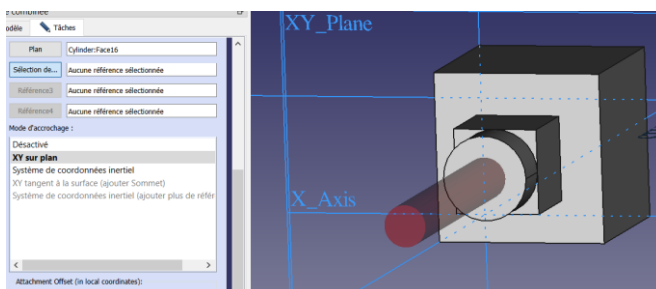 e combinée
odèle
Tâches
Plan
Cylinder:Face16
Sélection de...
Aucune référence sélectionnée
Référence3
Aucune référence sélectionnée
Référence4
Aucune référence sélectionnée
Mode d'accrochage :
Désactivé
XY sur plan
Système de coordonnées inertiel
XY tangent à la surface (ajouter Sommet)
Système de coordonnées inertiel (ajouter plus de référ
Attachment Offset (in local coordinates):
XY_Plane
X_Axis